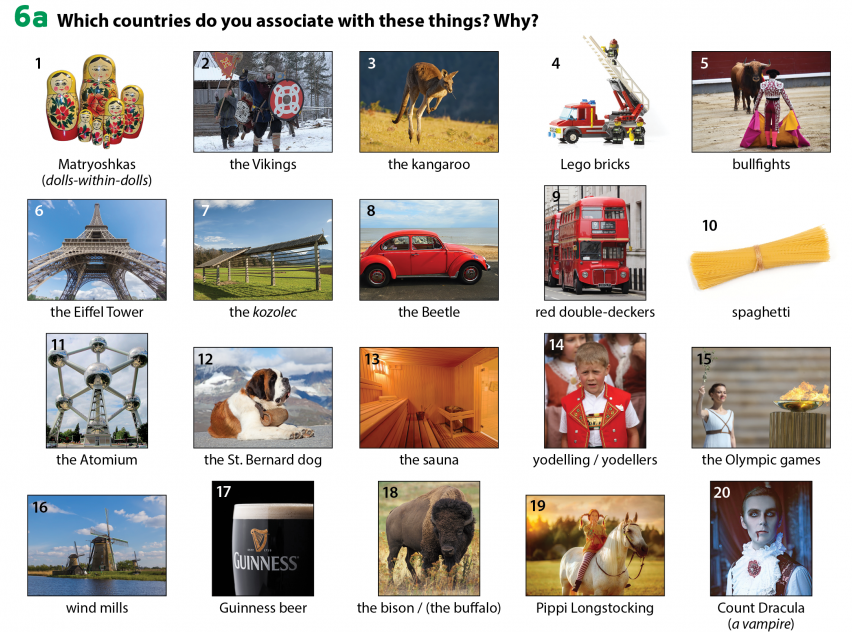 6a Which countries do you associate with these things? Why?
1
Matryoshkas
(dolls-within-dolls)
2
the Vikings
3
the kangaroo
4
Lego bricks
5
bullfights
6
the Eiffel Tower
7
the kozolec
8
the Beetle
9
red double-deckers
10
spaghetti
11
the Atomium
12
the St. Bernard dog
13
the sauna
14
yodelling / yodellers
15
the Olympic games
16
wind mills
17
GUINNESS
Guinness beer
18
the bison / (the buffalo)
19
Pippi Longstocking
20
Count Dracula
(a vampire)